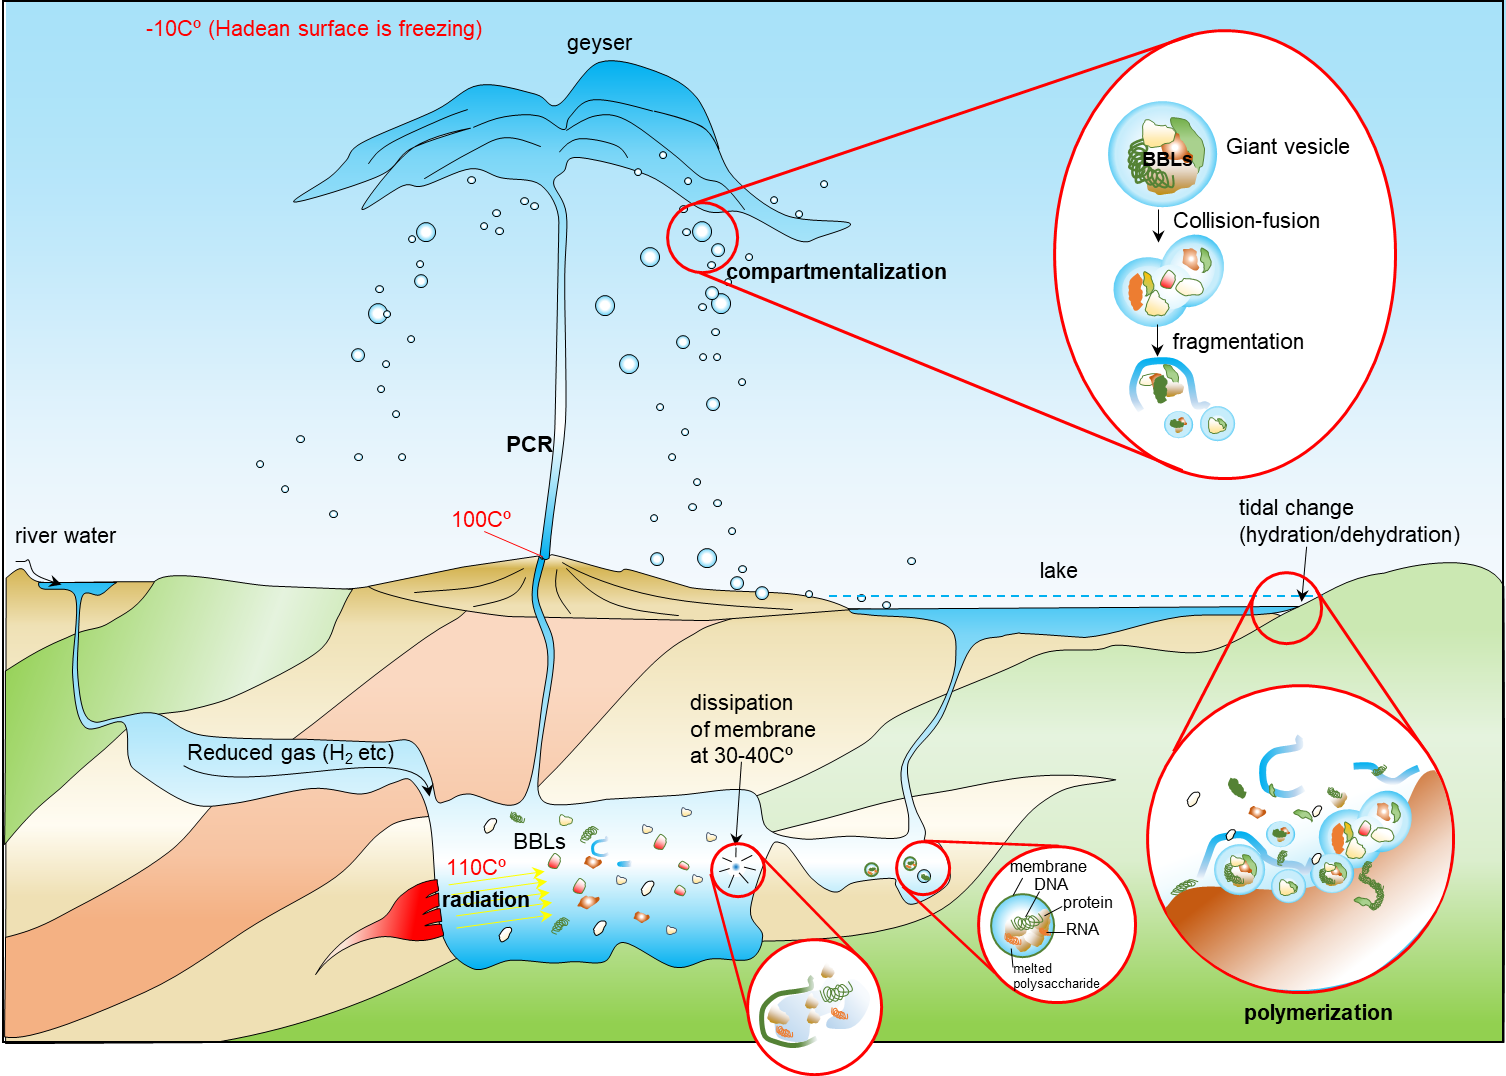 -10Cº (Hadean surface is freezing)
geyser
BBLs
Giant vesicle
Collision-fusion
compartmentalization
fragmentation
PCR
100Cº
tidal change
(hydration/dehydration)
river water
lake
dissipation
of membrane
at 30-40Cº
Reduced gas (H₂ etc)
BBLs
110Cº
radiation
membrane
DNA
protein
RNA
melted
polysaccharide
polymerization